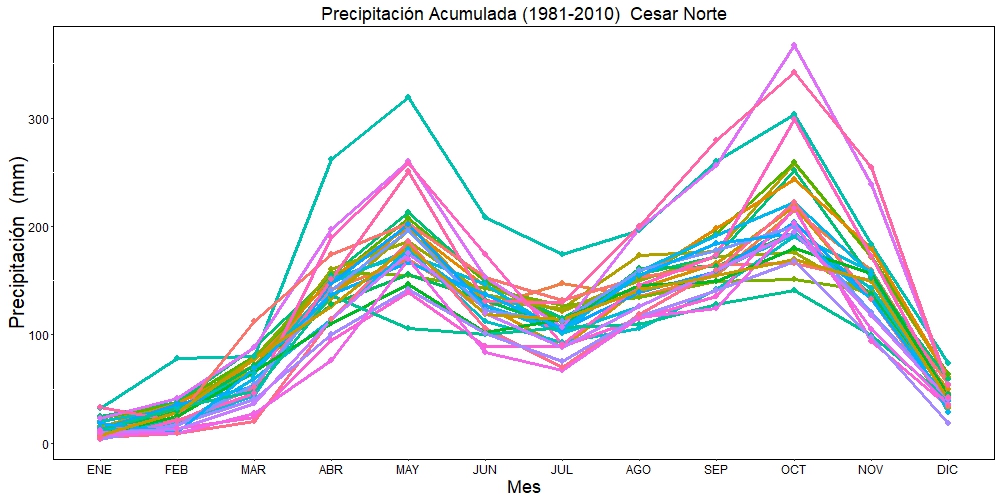 Precipitación Acumulada (1981-2010)  Cesar Norte
Precipitación  (mm)
300
200
100
0
ENE FEB MAR ABR MAY JUN JUL AGO SEP OCT NOV DIC
Mes